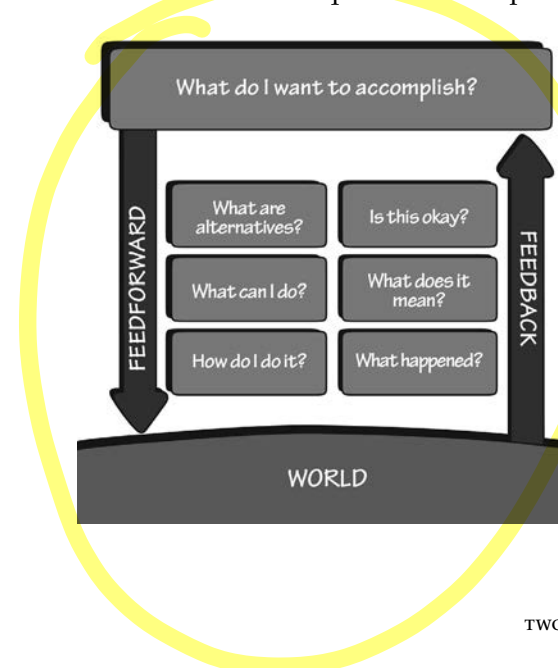 What do I want to accomplish?
FEEDFORWARD
What are
alternatives?
What can I do?
How do I do it?
Is this okay?
What does it
mean?
What happened?
FEEDBACK
WORLD